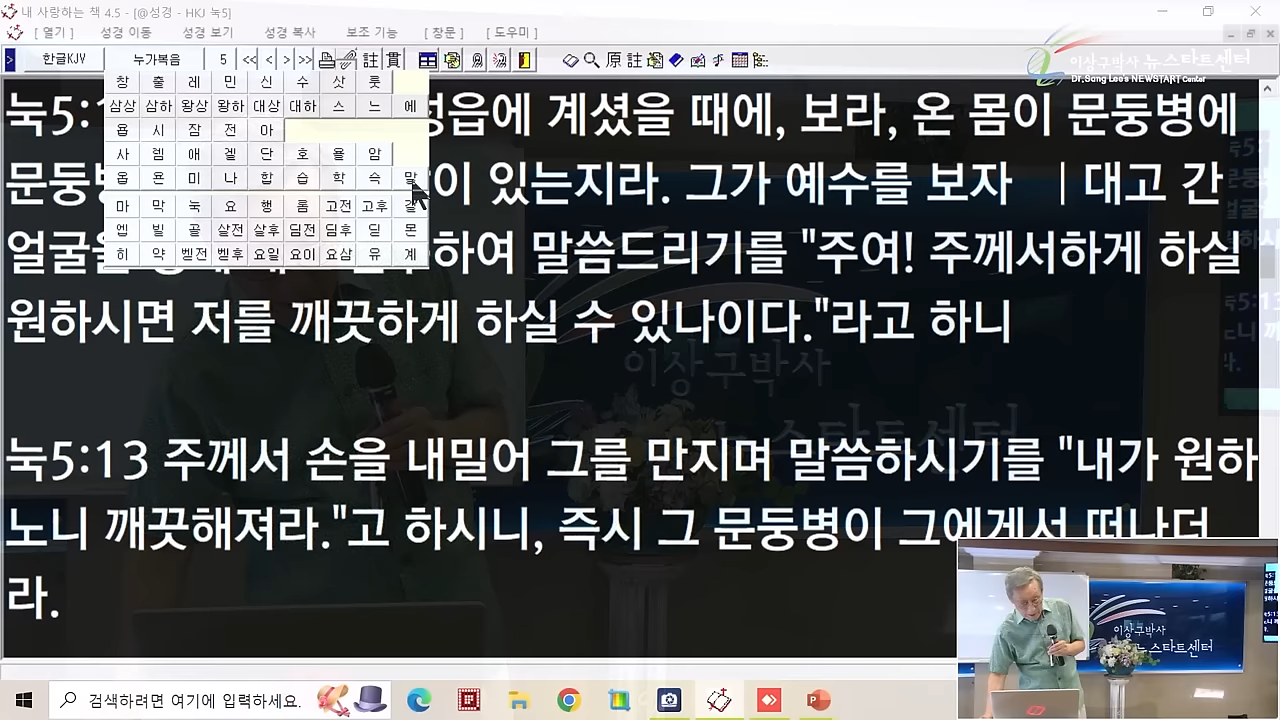 내 사랑하는 책 4.5 - [@성경 - HKJ 눅5]
[ 열기 ] 성경 이동 성경 보기 성경 복사 보조 기능 [ 창문 ] [ 도우미 ]
한글KJV 누가복음 5 << < > >> 註 貫 原 註
이상구박사 뉴스타트센터
Dr.Sang Lee's NEWSTART Center
창 출 레 민 신 수 삿 룻
삼상 삼하 왕상 왕하 대상 대하 스 느 에
욥 시 잠 전 아
사 렘 애 겔 단 호 욜 암
옵 욘 미 나 합 습 학 슥 말
마 막 눅 요 행 롬 고전 고후 갈
엡 빌 골 살전 살후 딤전 딤후 딛 몬
히 약 벧전 벧후 요일 요이 요삼 유 계
눅5: 성읍에 계셨을 때에, 보라, 온 몸이 문둥병에
있는지라. 그가 예수를 보자 대고 간
하여 말씀드리기를 "주여! 주께서하게 하실
원하시면 저를 깨끗하게 하실 수 있나이다."라고 하니
이상구박사
뉴스타트센터
눅5:13 주께서 손을 내밀어 그를 만지며 말씀하시기를 "내가 원하
노니 깨끗해져라."고 하시니, 즉시 그 문둥병이 그에게서 떠나더
라.
이상구박사
뉴스타트센터
검색하려면 여기에 입력하세요.